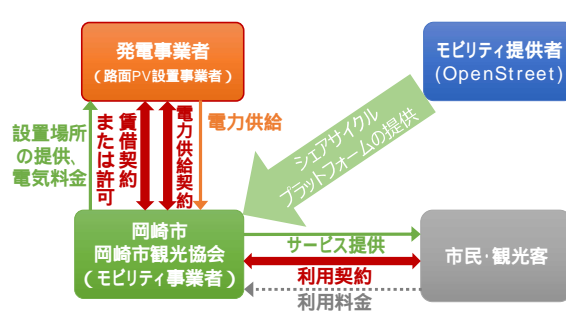 発電事業者
（路面PV設置事業者）
モビリティ提供者
(OpenStreet)
設置場所
の提供、
電気料金
賃借契約
または許可
電力供給契約
電力供給
シェアサイクル
プラットフォームの提供
岡崎市
岡崎市観光協会
（モビリティ事業者）
サービス提供
利用契約
利用料金
市民･観光客